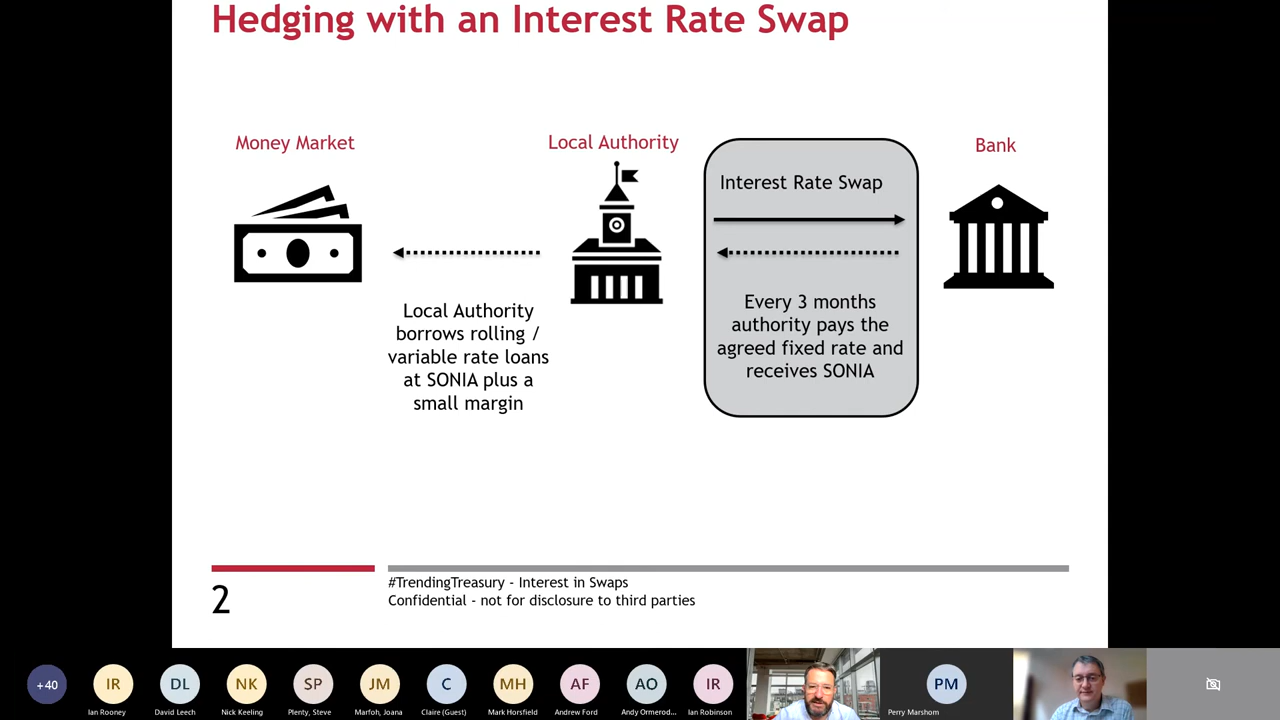 Hedging with an Interest Rate Swap
Money Market
Local Authority
Bank
Interest Rate Swap
Local Authority
borrows rolling /
variable rate loans
at SONIA plus a
small margin
Every 3 months
authority pays the
agreed fixed rate and
receives SONIA
2
#TrendingTreasury - Interest in Swaps
Confidential - not for disclosure to third parties
+40
IR
DL
NK
SP
JM
C
MH
AF
AO
IR
PM
Ian Rooney
David Leech
Nick Keeling
Plenty, Steve
Marfoh, Joana
Claire (Guest)
Mark Horsfield
Andrew Ford
Andy Ormerod...
Ian Robinson
Perry Marshom